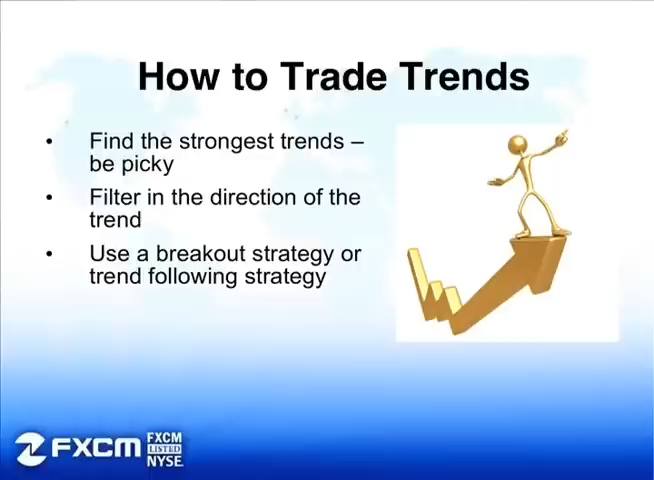 How to Trade Trends
• Find the strongest trends –
be picky
• Filter in the direction of the
trend
• Use a breakout strategy or
trend following strategy
FXCM
FXCM
LISTED
NYSE